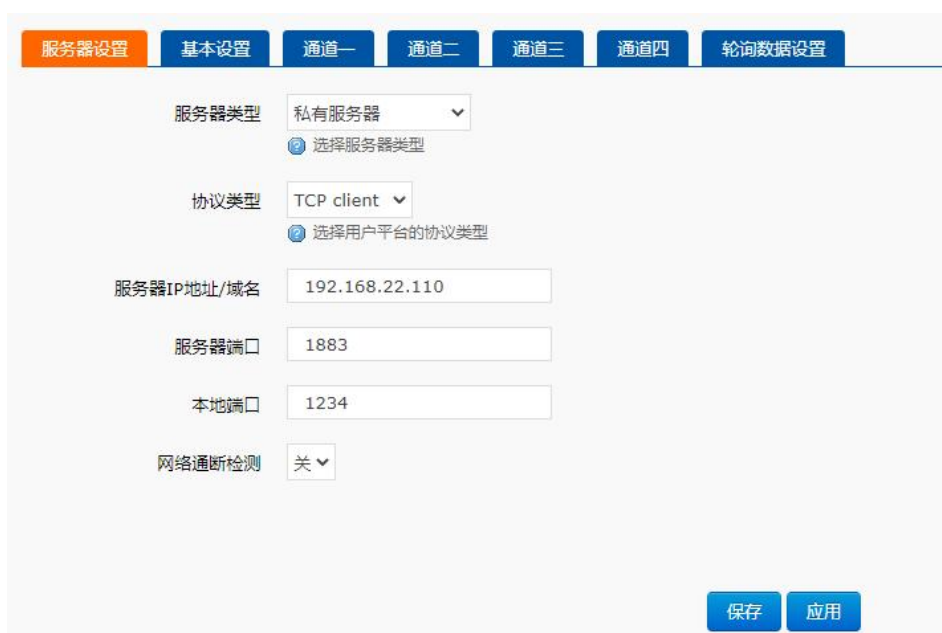 服务器设置 基本设置 通道一 通道二 通道三 通道四 轮询数据设置
服务器类型 私有服务器
选择服务器类型
协议类型 TCP client
选择用户平台的协议类型
服务器IP地址/域名 192.168.22.110
服务器端口 1883
本地端口 1234
网络通断检测 关
保存 应用